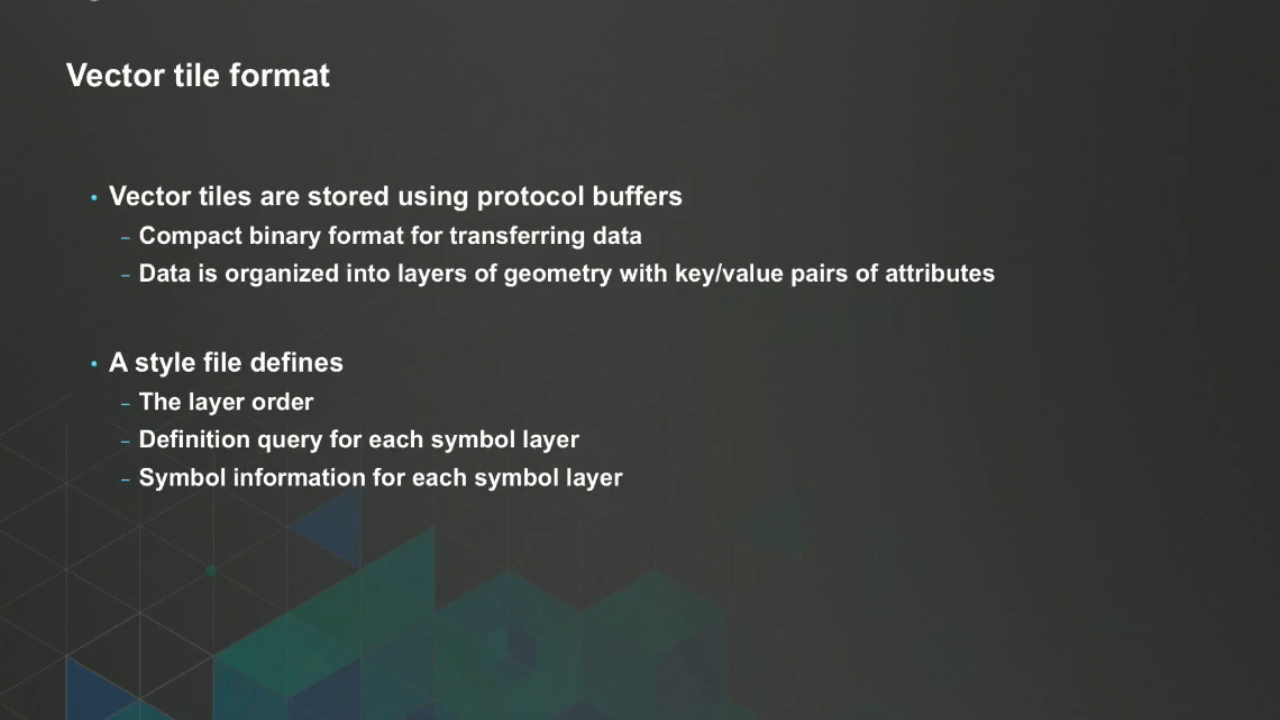 Vector tile format
• Vector tiles are stored using protocol buffers
– Compact binary format for transferring data
– Data is organized into layers of geometry with key/value pairs of attributes
• A style file defines
– The layer order
– Definition query for each symbol layer
– Symbol information for each symbol layer